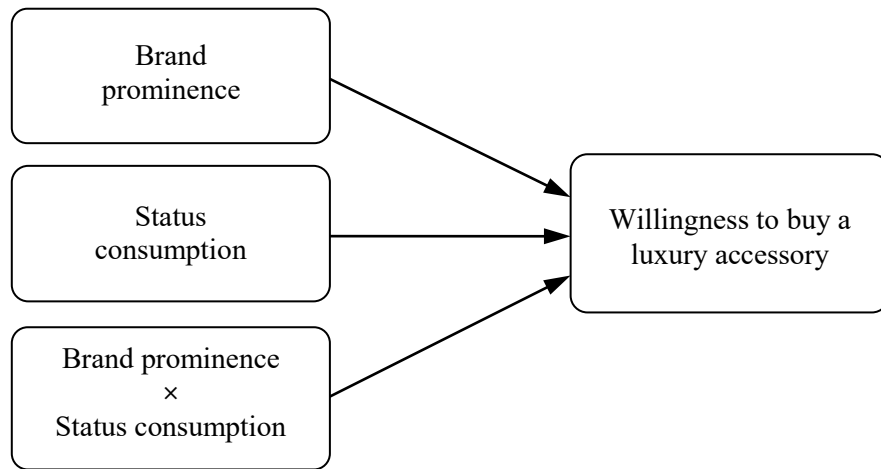 Brand
prominence
Status
consumption
Brand prominence
×
Status consumption
Willingness to buy a
luxury accessory